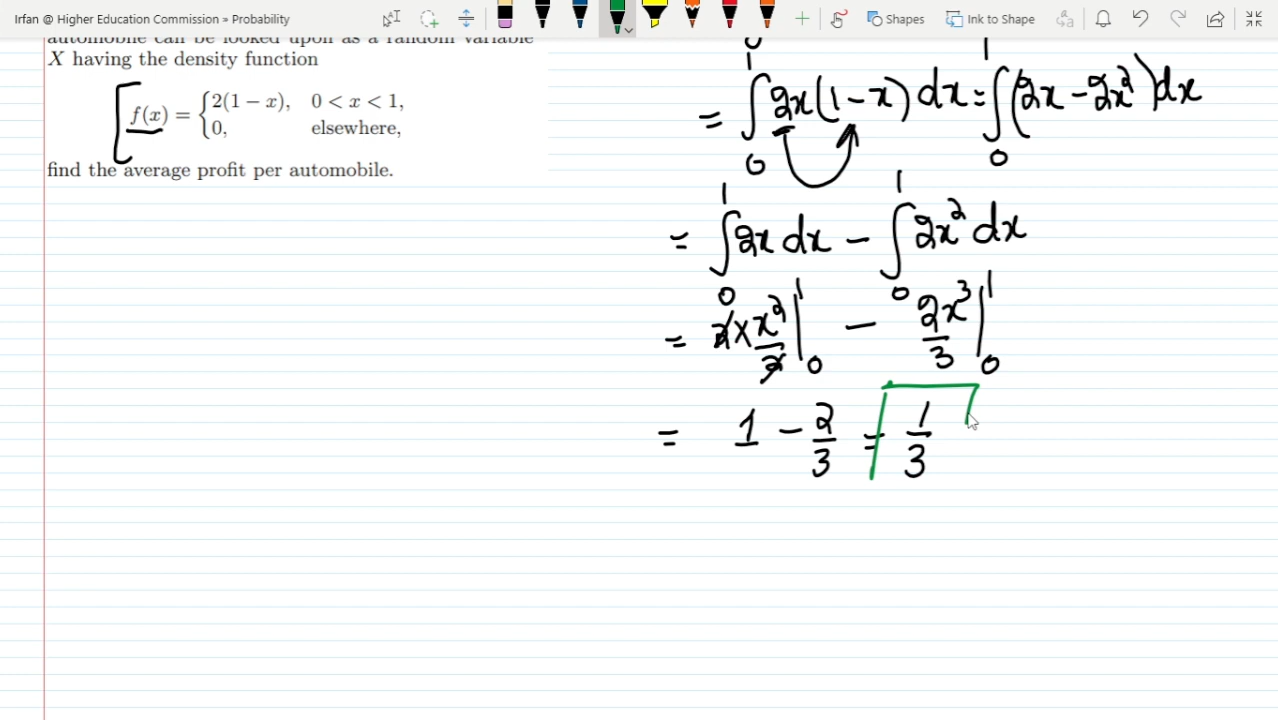 Irfan @ Higher Education Commission » Probability
Shapes
Ink to Shape
automobile can be looked upon as a random variable
X having the density function
f(x) = { 2(1 − x), 0 < x < 1,
0, elsewhere,
find the average profit per automobile.
= ∫₀¹ 2x(1 − x) dx = ∫₀¹ (2x − 2x²) dx
= ∫₀¹ 2x dx − ∫₀¹ 2x² dx
= 2 × x²/2 |₀¹ − 2x³/3 |₀¹
= 1 − 2/3 = 1/3